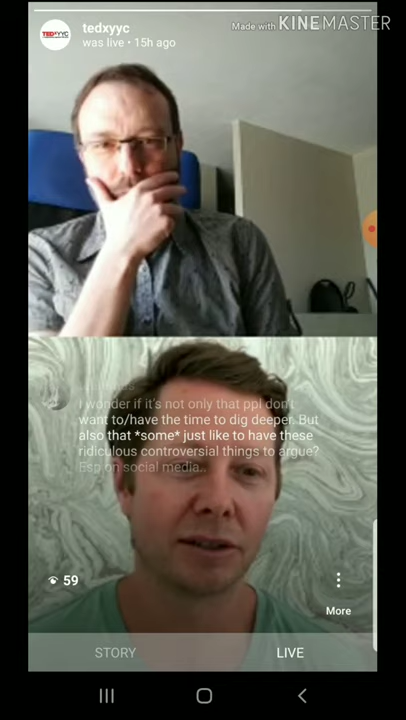 tedxyyc
was live • 15h ago
Made with KINEMASTER
TEDxYYC
I wonder if it's not only that ppl don't
want to/have the time to dig deeper. But
also that *some* just like to have these
ridiculous controversial things to argue?
Esp on social media..
59
More
STORY
LIVE